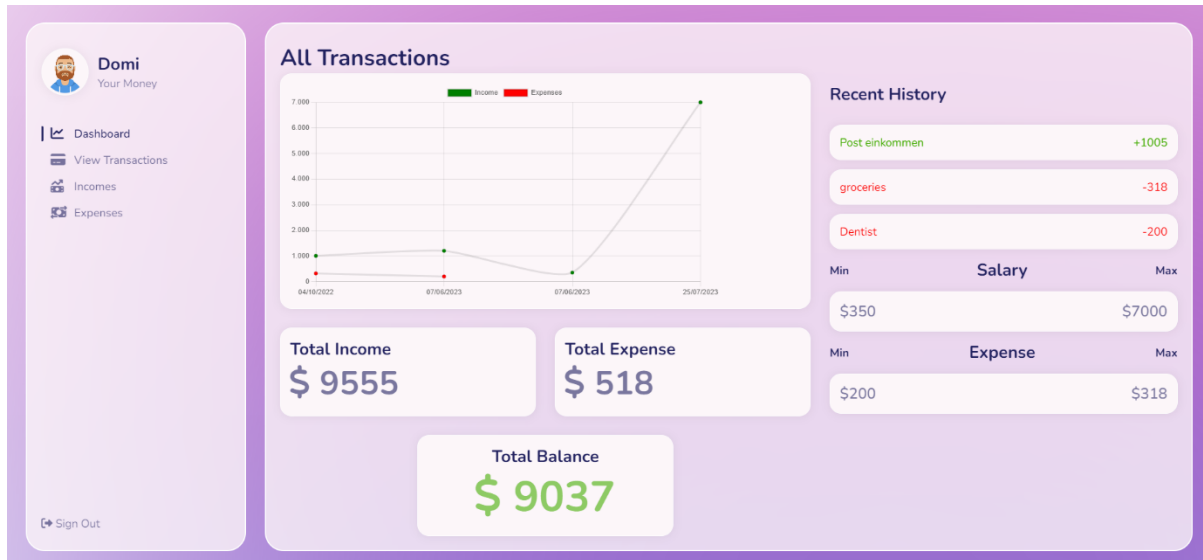 Domi
Your Money
Dashboard
View Transactions
Incomes
Expenses
Sign Out
All Transactions
Income Expenses
7.000
6.000
5.000
4.000
3.000
2.000
1.000
0
04/10/2022 07/06/2023 07/06/2023 25/07/2023
Total Income
$ 9555
Total Expense
$ 518
Total Balance
$ 9037
Recent History
Post einkommen +1005
groceries -318
Dentist -200
Min Salary Max
$350 $7000
Min Expense Max
$200 $318